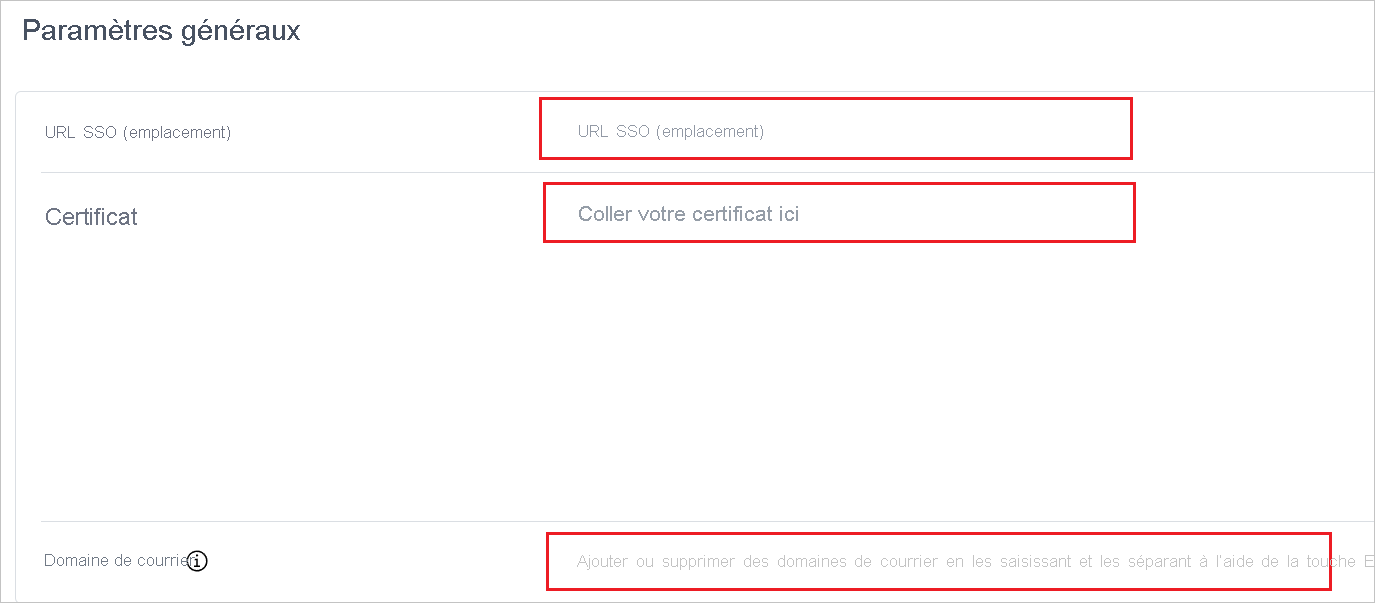 Paramètres généraux
URL SSO (emplacement)
URL SSO (emplacement)
Certificat
Coller votre certificat ici
Domaine de courrier
Ajouter ou supprimer des domaines de courrier en les saisissant et les séparant à l'aide de la touche E